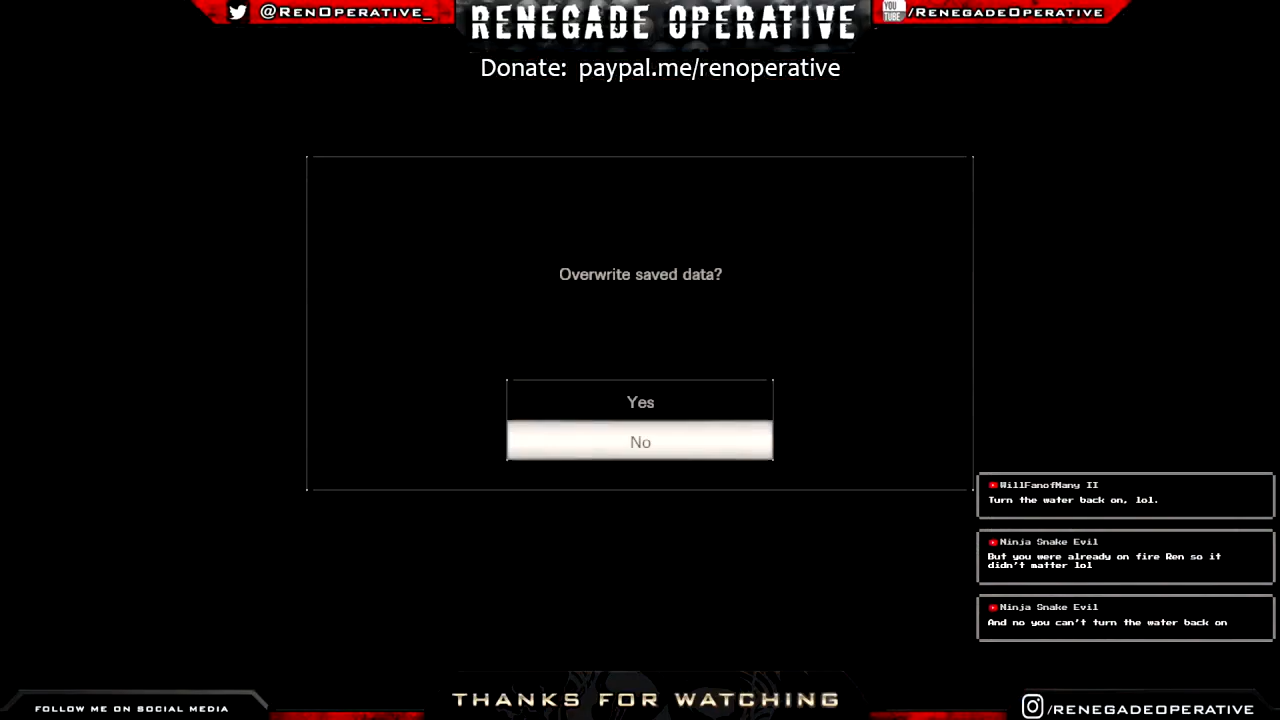 @RenOperative_
RENEGADE OPERATIVE
YOU
TUBE
/RenegadeOperative
Donate: paypal.me/renoperative
Overwrite saved data?
Yes
No
WillFanofMany II
Turn the water back on, lol.
Ninja Snake Evil
But you were already on fire Ren so it
didn't matter lol
Ninja Snake Evil
And no you can't turn the water back on
THANKS FOR WATCHING
FOLLOW ME ON SOCIAL MEDIA
/RENEGADEOPERATIVE